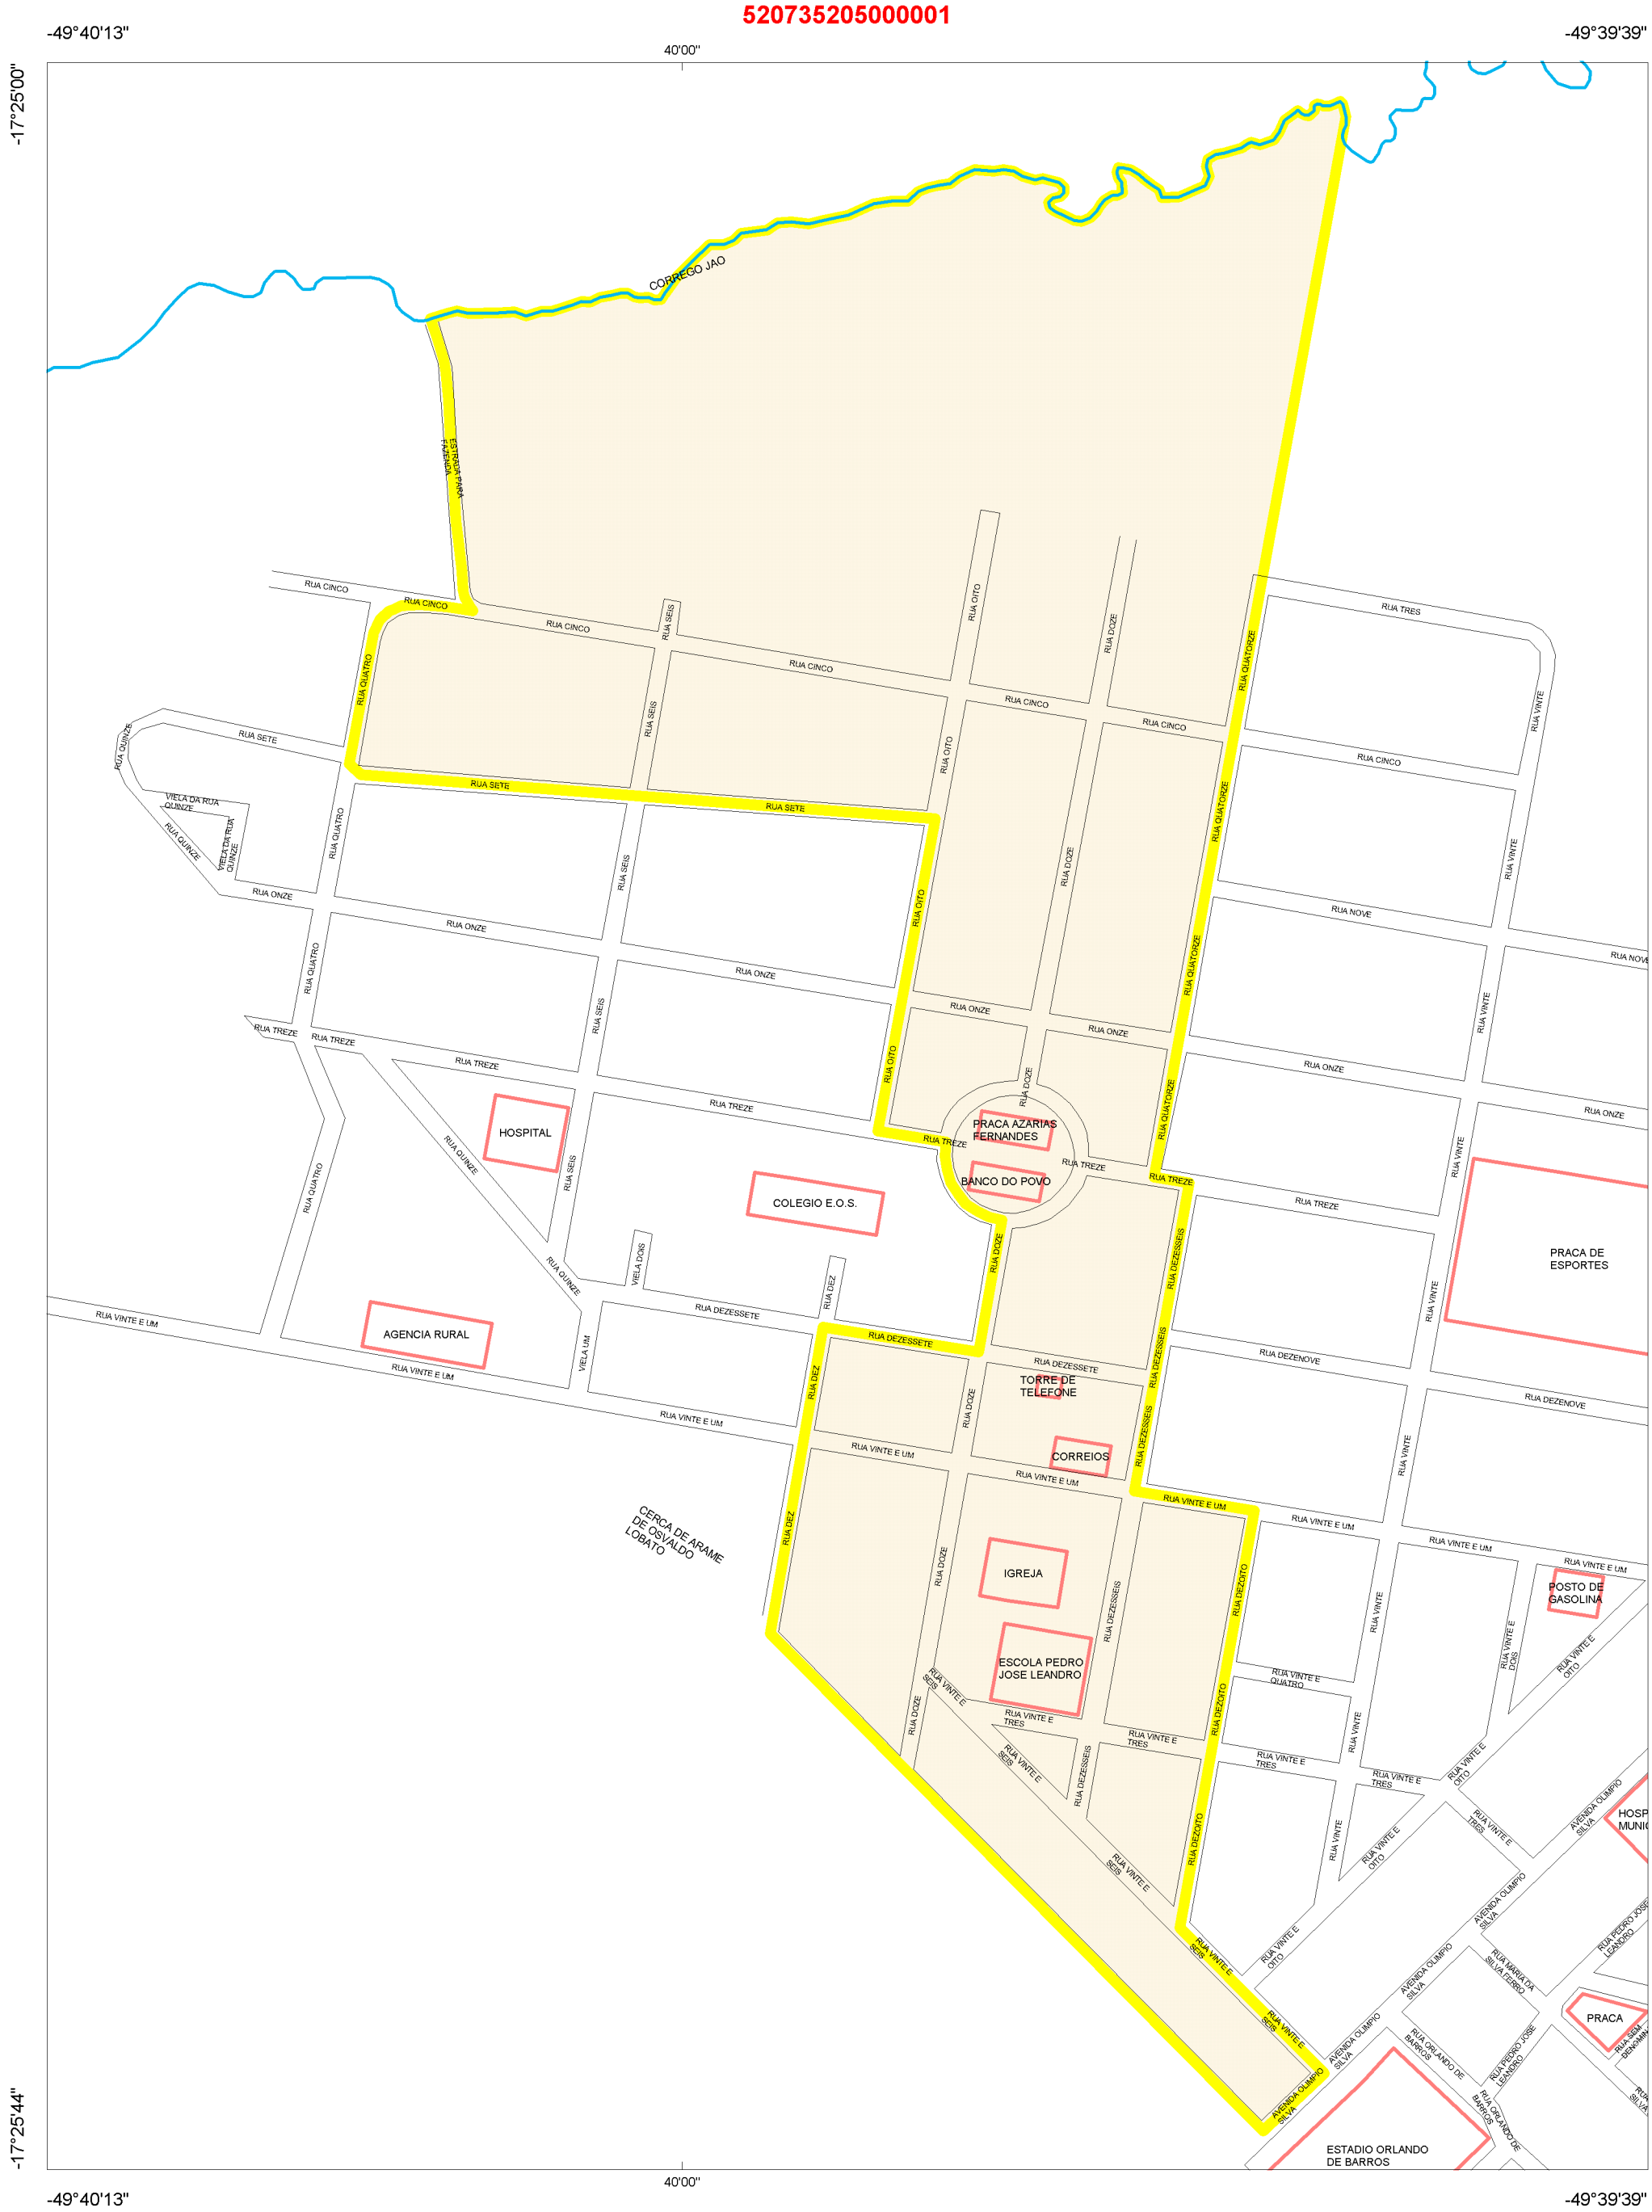 520735205000001
-49°40'13"
-49°39'39"
40'00"
-17°25'00"
CORREGO JAO
ESTRADA PARA
FAZENDA
RUA CINCO
RUA CINCO
RUA CINCO
RUA SEIS
RUA OITO
RUA DOZE
RUA TRES
RUA QUATRO
RUA CINCO
RUA QUATORZE
RUA CINCO
RUA CINCO
RUA VINTE
RUA QUINZE
RUA SETE
RUA SEIS
RUA OITO
RUA CINCO
RUA SETE
RUA SETE
VIELA DA RUA
QUINZE
RUA QUINZE
VIELA DA RUA
QUINZE
RUA QUATRO
RUA QUATORZE
RUA SEIS
RUA DOZE
RUA VINTE
RUA ONZE
RUA OITO
RUA NOVE
RUA ONZE
RUA NOVE
RUA QUATRO
RUA ONZE
RUA QUATORZE
RUA SEIS
RUA ONZE
RUA ONZE
RUA VINTE
RUA TREZE
RUA TREZE
RUA TREZE
RUA OITO
RUA ONZE
RUA DOZE
RUA TREZE
RUA QUATORZE
RUA ONZE
HOSPITAL
RUA QUINZE
RUA SEIS
RUA TREZE
PRACA AZARIAS
FERNANDES
RUA TREZE
BANCO DO POVO
RUA TREZE
RUA VINTE
RUA QUATRO
COLEGIO E.O.S.
RUA TREZE
VIELA DOIS
RUA QUINZE
RUA DOZE
RUA DEZESSEIS
PRACA DE
ESPORTES
RUA DEZ
RUA VINTE
RUA VINTE E UM
RUA DEZESSETE
AGENCIA RURAL
RUA DEZESSETE
RUA VINTE E UM
VIELA UM
RUA DEZ
RUA DEZESSETE
RUA DEZESSEIS
RUA DEZENOVE
TORRE DE
TELEFONE
RUA DEZENOVE
RUA VINTE E UM
RUA DOZE
RUA DEZESSEIS
RUA VINTE E UM
CORREIOS
RUA VINTE
RUA VINTE E UM
RUA VINTE E UM
RUA VINTE E UM
RUA VINTE E UM
RUA VINTE E UM
CERCA DE ARAME
DE OSVALDO
LOBATO
RUA DEZ
RUA DOZE
IGREJA
RUA DEZESSEIS
RUA DEZOITO
RUA VINTE
POSTO DE
GASOLINA
ESCOLA PEDRO
JOSE LEANDRO
RUA VINTE E
QUATRO
RUA VINTE E
DOIS
RUA VINTE E
OITO
RUA VINTE E
SEIS
RUA DOZE
RUA VINTE E
TRES
RUA DEZOITO
RUA VINTE
RUA VINTE E
TRES
RUA VINTE E
TRES
RUA VINTE E
SEIS
RUA DEZESSEIS
RUA VINTE E
TRES
RUA VINTE E
OITO
AVENIDA OLIMPIO
SILVA
HOSP
MUNIC
RUA DEZOITO
RUA VINTE
RUA VINTE E
OITO
RUA VINTE E
TRES
RUA VINTE E
SEIS
AVENIDA OLIMPIO
SILVA
RUA PEDRO JOSE
LEANDRO
RUA VINTE E
SEIS
RUA VINTE E
OITO
AVENIDA OLIMPIO
SILVA
RUA MARIA DA
SILVA FERRO
RUA VINTE E
SEIS
AVENIDA OLIMPIO
SILVA
PRACA
RUA SEM
DENOMIN
RUA ORLANDO DE
BARROS
RUA PEDRO JOSE
LEANDRO
AVENIDA OLIMPIO
SILVA
RUA ORLANDO DE
BARROS
RUA
SILVA
ESTADIO ORLANDO
DE BARROS
-17°25'44"
-49°40'13"
40'00"
-49°39'39"